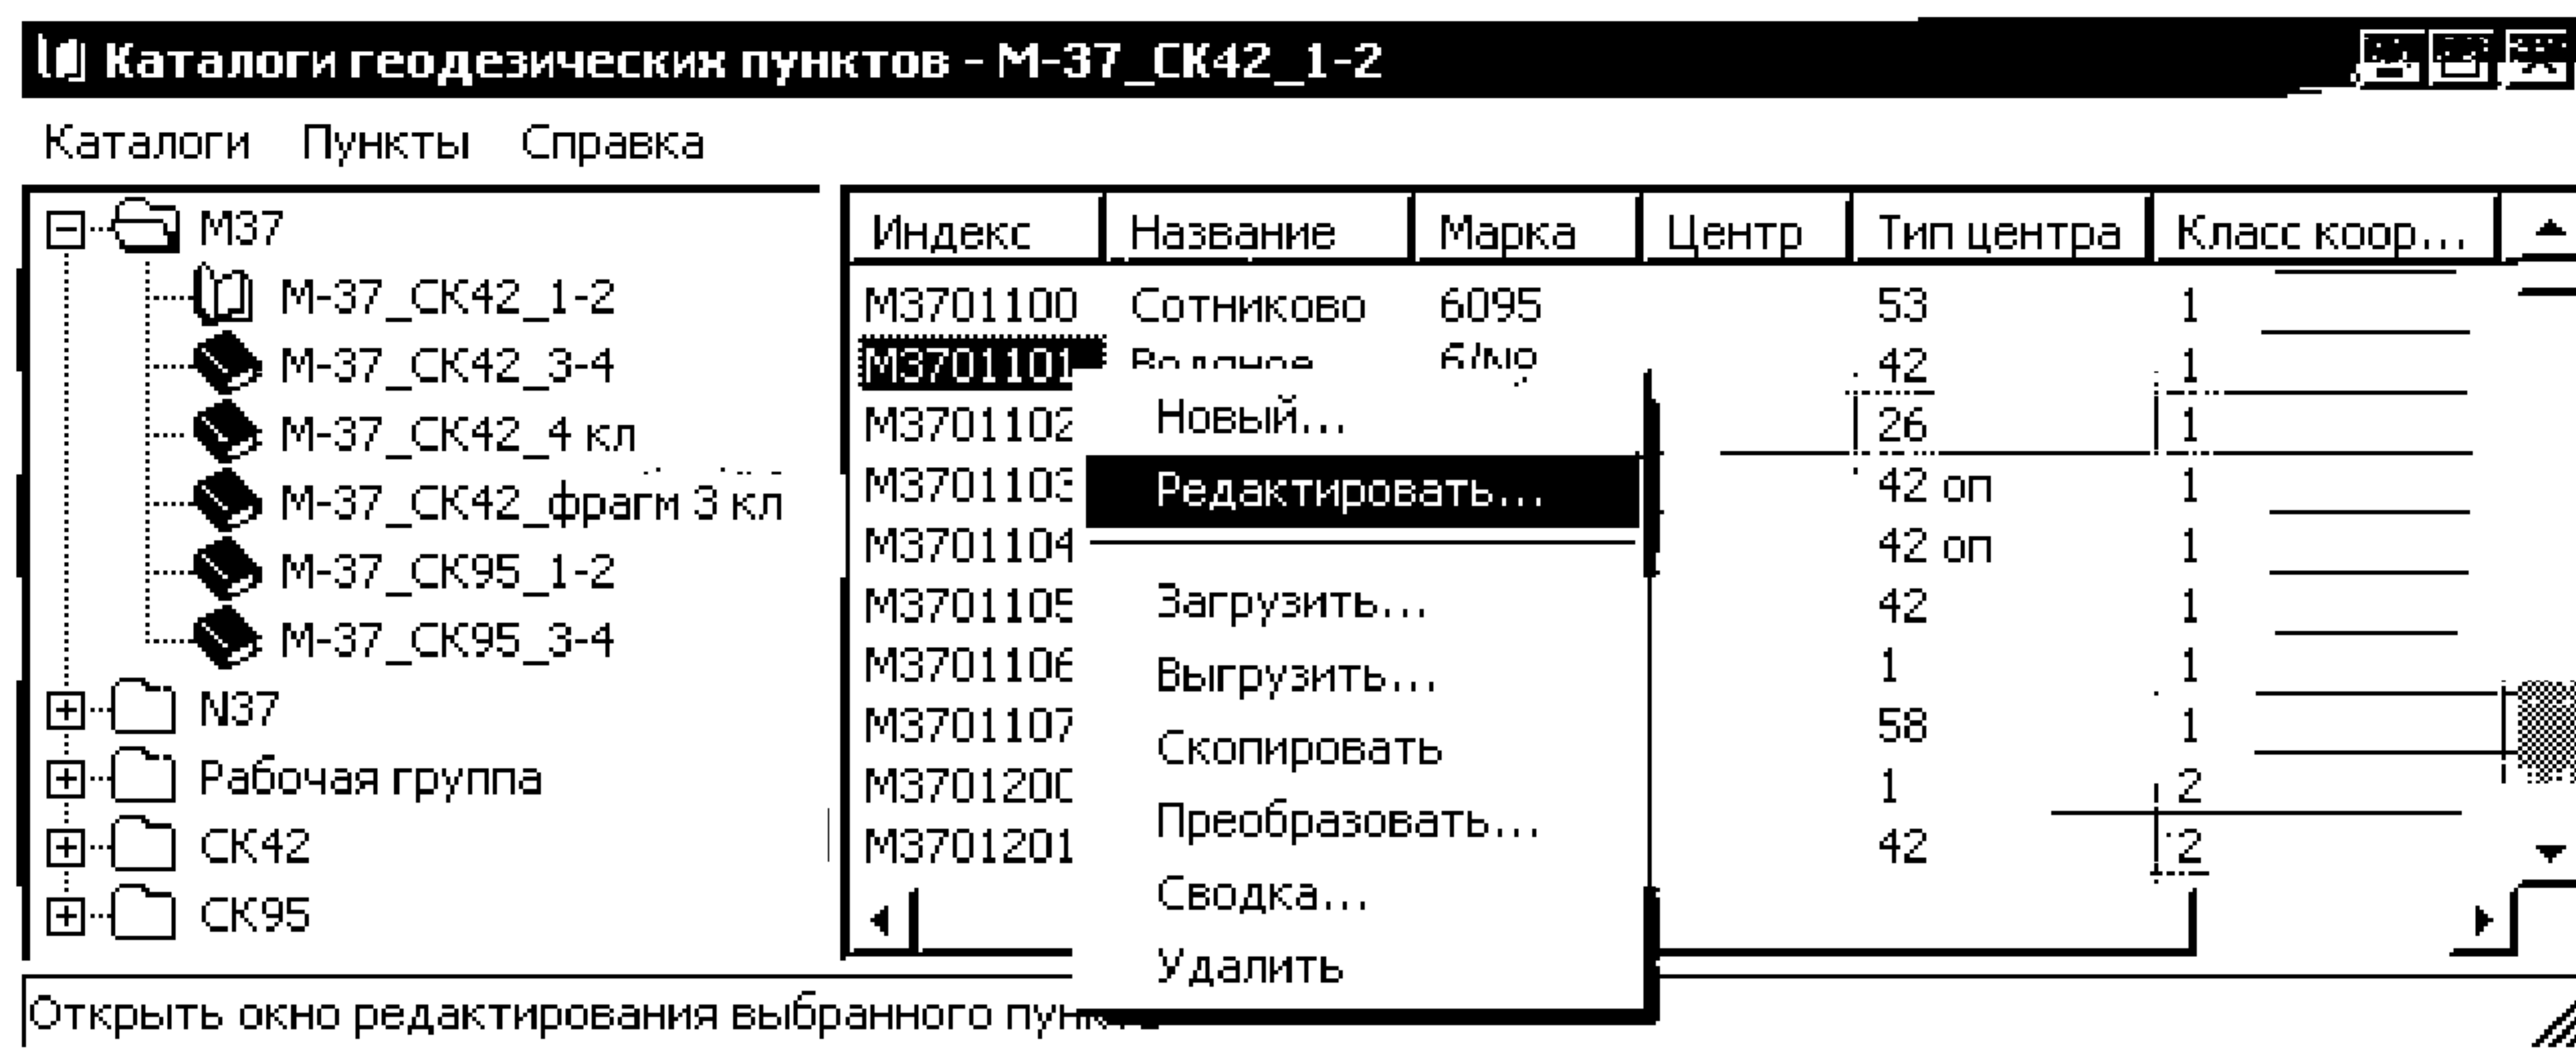 Каталоги геодезических пунктов - М-37_СК42_1-2
Каталоги Пункты Справка
М37
М-37_СК42_1-2
М-37_СК42_3-4
М-37_СК42_4 кл
М-37_СК42_фрагм 3 кл
М-37_СК95_1-2
М-37_СК95_3-4
N37
Рабочая группа
СК42
СК95
Индекс Название Марка Центр Тип центра Класс коор...
М3701100 Сотниково 6095 53 1
М3701101 42 1
М3701102 26 1
М3701103 42 оп 1
М3701104 42 оп 1
М3701105 42 1
М3701106 1 1
М3701107 58 1
М3701200 1 2
М3701201 42 2
Новый...
Редактировать...
Загрузить...
Выгрузить...
Скопировать
Преобразовать...
Сводка...
Удалить
Открыть окно редактирования выбранного